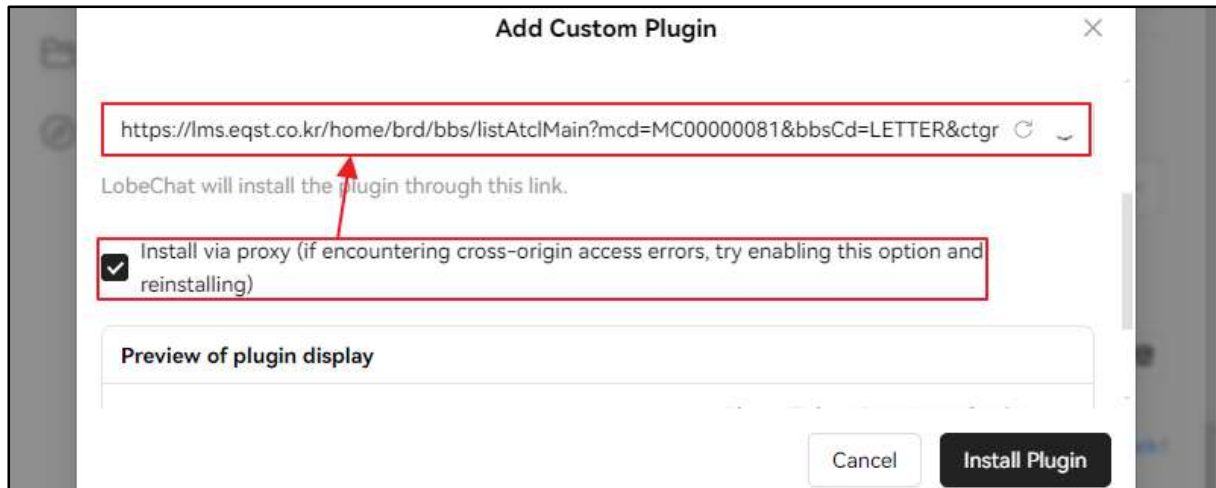 Add Custom Plugin
https://lms.eqst.co.kr/home/brd/bbs/listAtclMain?mcd=MC00000081&bbsCd=LETTER&ctgr
LobeChat will install the plugin through this link.
Install via proxy (if encountering cross-origin access errors, try enabling this option and
reinstalling)
Preview of plugin display
Cancel
Install Plugin